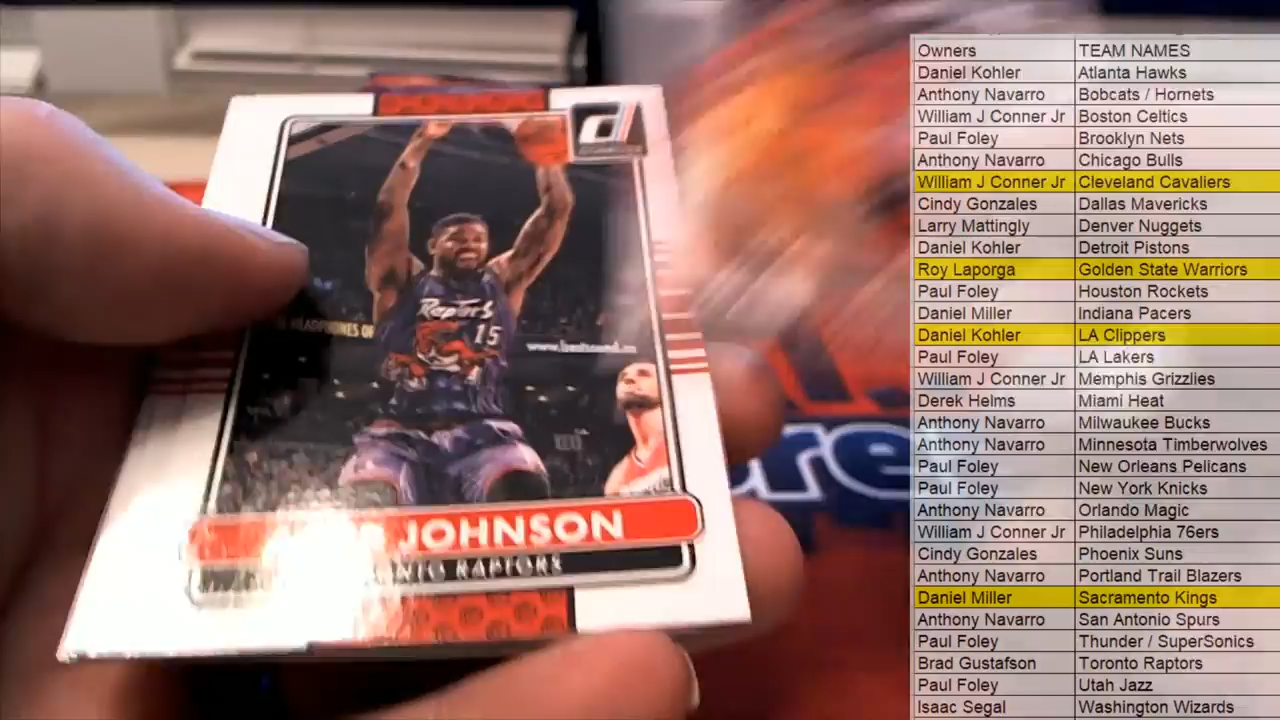 d
HEADPHONES OF
Raptors
15
JOHNSON
RAPTORS
re
Owners TEAM NAMES
Daniel Kohler Atlanta Hawks
Anthony Navarro Bobcats / Hornets
William J Conner Jr Boston Celtics
Paul Foley Brooklyn Nets
Anthony Navarro Chicago Bulls
William J Conner Jr Cleveland Cavaliers
Cindy Gonzales Dallas Mavericks
Larry Mattingly Denver Nuggets
Daniel Kohler Detroit Pistons
Roy Laporga Golden State Warriors
Paul Foley Houston Rockets
Daniel Miller Indiana Pacers
Daniel Kohler LA Clippers
Paul Foley LA Lakers
William J Conner Jr Memphis Grizzlies
Derek Helms Miami Heat
Anthony Navarro Milwaukee Bucks
Anthony Navarro Minnesota Timberwolves
Paul Foley New Orleans Pelicans
Paul Foley New York Knicks
Anthony Navarro Orlando Magic
William J Conner Jr Philadelphia 76ers
Cindy Gonzales Phoenix Suns
Anthony Navarro Portland Trail Blazers
Daniel Miller Sacramento Kings
Anthony Navarro San Antonio Spurs
Paul Foley Thunder / SuperSonics
Brad Gustafson Toronto Raptors
Paul Foley Utah Jazz
Isaac Segal Washington Wizards